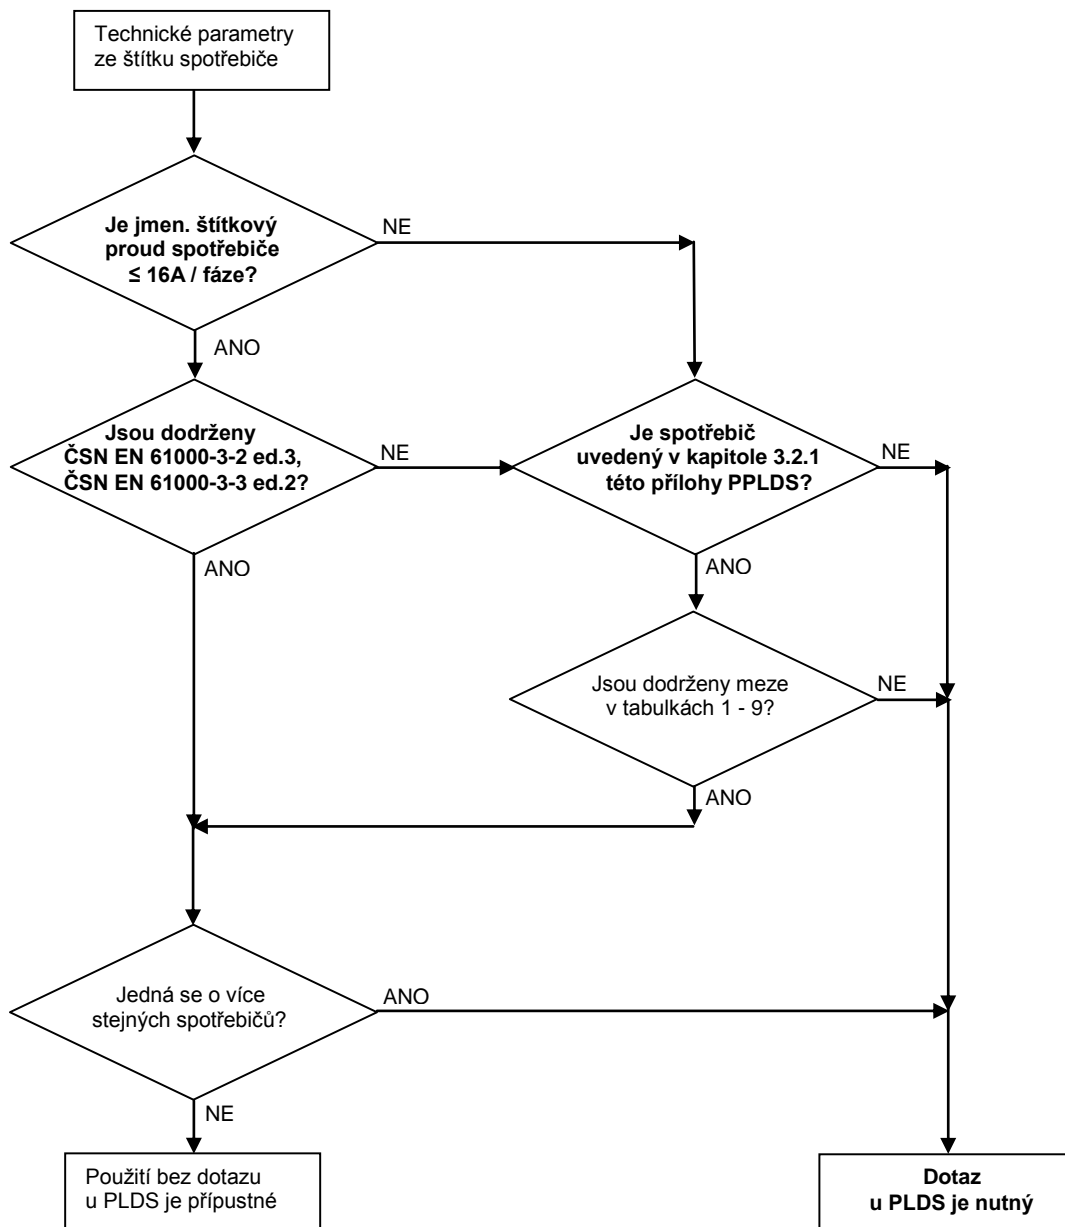 Technické parametry
ze štítku spotřebiče
Je jmen. štítkový
proud spotřebiče
≤ 16A / fáze?
NE
ANO
Jsou dodrženy
ČSN EN 61000-3-2 ed.3,
ČSN EN 61000-3-3 ed.2?
NE
ANO
Je spotřebič
uvedený v kapitole 3.2.1
této přílohy PPLDS?
NE
ANO
Jsou dodrženy meze
v tabulkách 1 - 9?
NE
ANO
Jedná se o více
stejných spotřebičů?
ANO
NE
Použití bez dotazu
u PLDS je přípustné
Dotaz
u PLDS je nutný